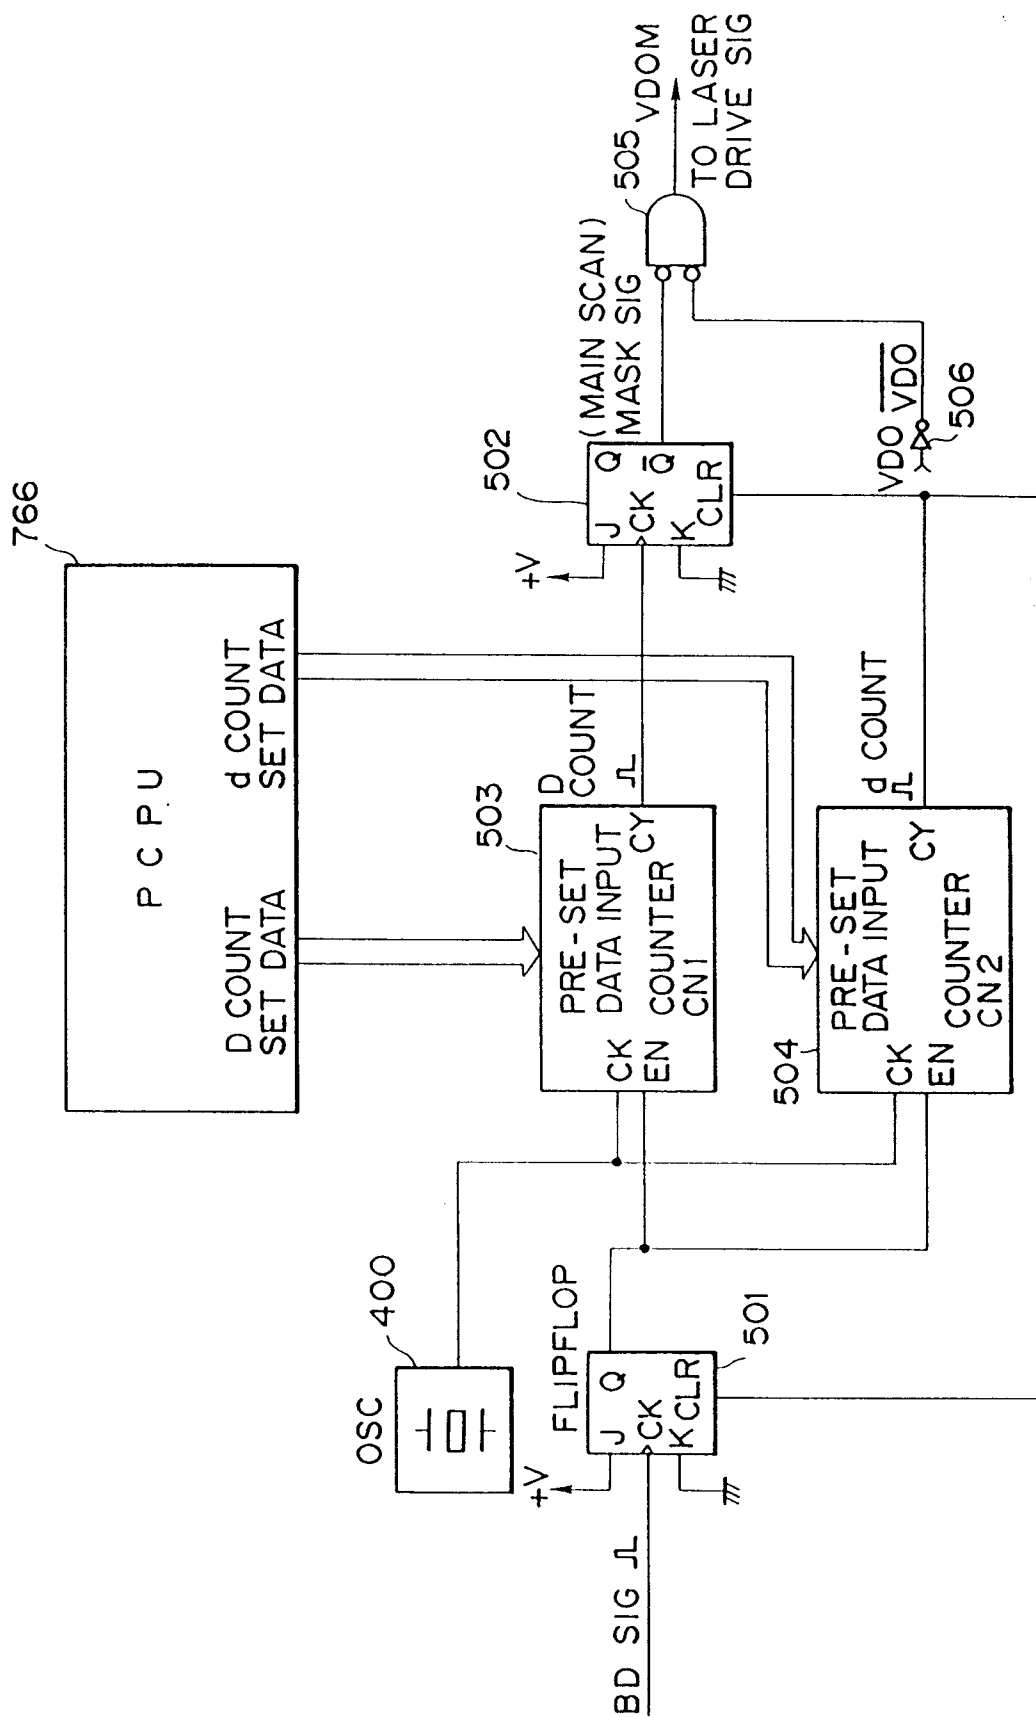 766
P C P U
D COUNT
SET DATA
d COUNT
SET DATA
OSC
400
+V
FLIPFLOP
J
Q
CK
K
CLR
501
BD SIG
503
PRE-SET
DATA INPUT
CK
EN
COUNTER
CN1
CY
D
COUNT
504
PRE-SET
DATA INPUT
CK
EN
COUNTER
CN2
CY
d COUNT
+V
502
J
Q
CK
Q̅
K
CLR
(MAIN SCAN)
MASK SIG
505
VDOM
TO LASER
DRIVE SIG
VDO
V̅D̅O̅
506